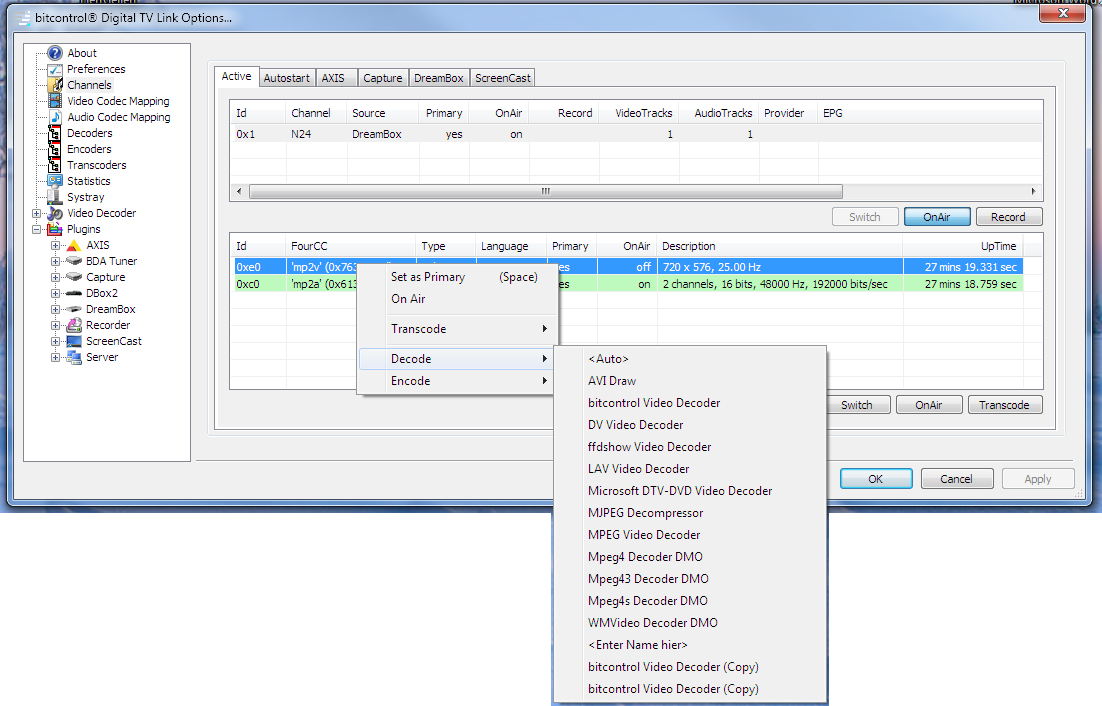 bitcontrol® Digital TV Link Options...
About
Preferences
Channels
Video Codec Mapping
Audio Codec Mapping
Decoders
Encoders
Transcoders
Statistics
Systray
Video Decoder
Plugins
AXIS
BDA Tuner
Capture
DBox2
DreamBox
Recorder
ScreenCast
Server
Active Autostart AXIS Capture DreamBox ScreenCast
Id Channel Source Primary OnAir Record VideoTracks AudioTracks Provider EPG
0x1 N24 DreamBox yes on 1 1
Switch OnAir Record
Id FourCC Type Language Primary OnAir Description UpTime
0xe0 'mp2v' (0x763 off 720 x 576, 25.00 Hz 27 mins 19.331 sec
0xc0 'mp2a' (0x613 on 2 channels, 16 bits, 48000 Hz, 192000 bits/sec 27 mins 18.759 sec
Set as Primary (Space)
On Air
Transcode
Decode
Encode
<Auto>
AVI Draw
bitcontrol Video Decoder
DV Video Decoder
ffdshow Video Decoder
LAV Video Decoder
Microsoft DTV-DVD Video Decoder
MJPEG Decompressor
MPEG Video Decoder
Mpeg4 Decoder DMO
Mpeg43 Decoder DMO
Mpeg4s Decoder DMO
WMVideo Decoder DMO
<Enter Name hier>
bitcontrol Video Decoder (Copy)
bitcontrol Video Decoder (Copy)
Switch OnAir Transcode
OK Cancel Apply